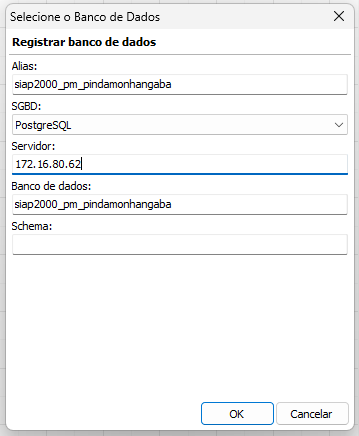 Selecione o Banco de Dados
Registrar banco de dados
Alias:
siap2000_pm_pindamonhangaba
SGBD:
PostgreSQL
Servidor:
172.16.80.62
Banco de dados:
siap2000_pm_pindamonhangaba
Schema:
OK
Cancelar